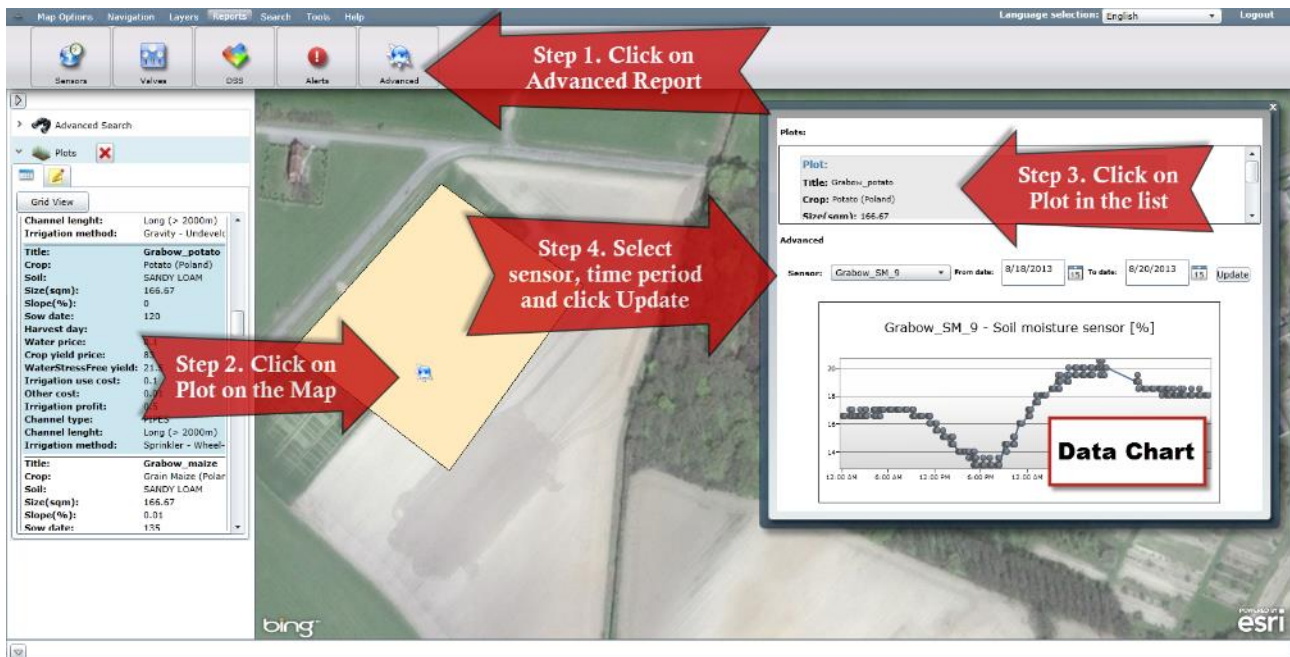 Map Options Navigation Layers Reports Search Tools Help
Language selection: English Logout
Sensors Valves DSS Alerts Advanced
Step 1. Click on
Advanced Report
Advanced Search
Plots
Grid View
Channel lenght: Long (> 2000m)
Irrigation method: Gravity - Undevelo
Title: Grabow_potato
Crop: Potato (Poland)
Soil: SANDY LOAM
Size(sqm): 166.67
Slope(%): 0
Sow date: 120
Harvest day:
Water price:
Crop yield price:
WaterStressFree yield:
Irrigation use cost: 0.1
Other cost:
Irrigation profit:
Channel type: PIPES
Channel lenght: Long (> 2000m)
Irrigation method: Sprinkler - Wheel-
Title: Grabow_maize
Crop: Grain Maize (Polar
Soil: SANDY LOAM
Size(sqm): 166.67
Slope(%): 0.01
Sow date: 135
Step 2. Click on
Plot on the Map
bing
Plots:
x
Plot:
Title: Grabow_potato
Crop: Potato (Poland)
Size(sqm): 166.67
Step 3. Click on
Plot in the list
Step 4. Select
sensor, time period
and click Update
Advanced
Sensor: Grabow_SM_9 From date: 8/18/2013 15 To date: 8/20/2013 15 Update
Grabow_SM_9 - Soil moisture sensor [%]
20
18
16
14
12:00 AM 6:00 AM 12:00 PM 6:00 PM 12:00 AM
Data Chart
POWERED BY
esri